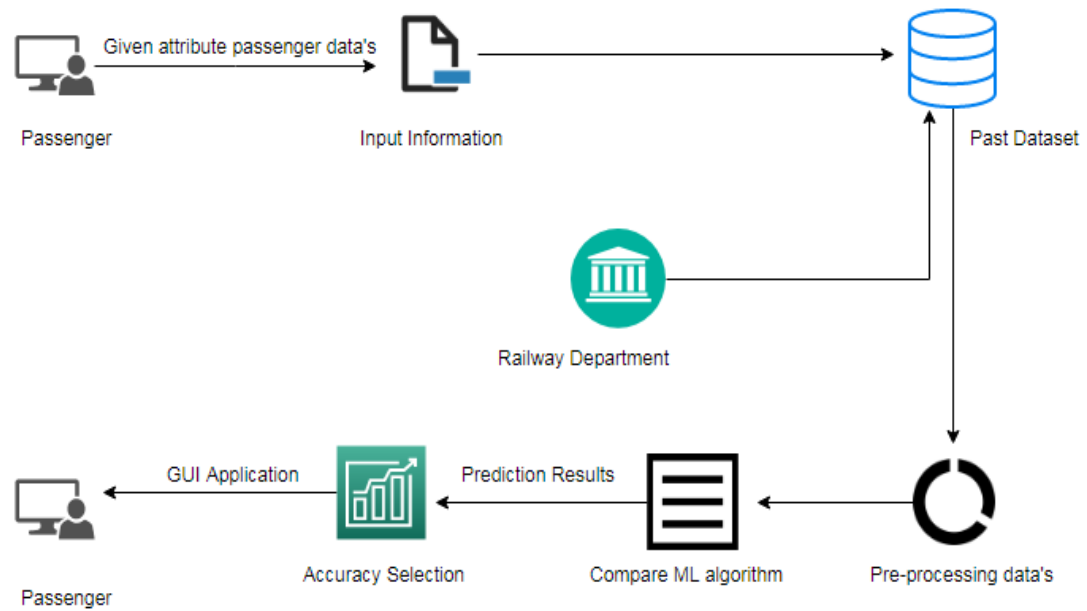 Given attribute passenger data's
Passenger
Input Information
Past Dataset
Railway Department
GUI Application
Prediction Results
Accuracy Selection
Compare ML algorithm
Pre-processing data's
Passenger